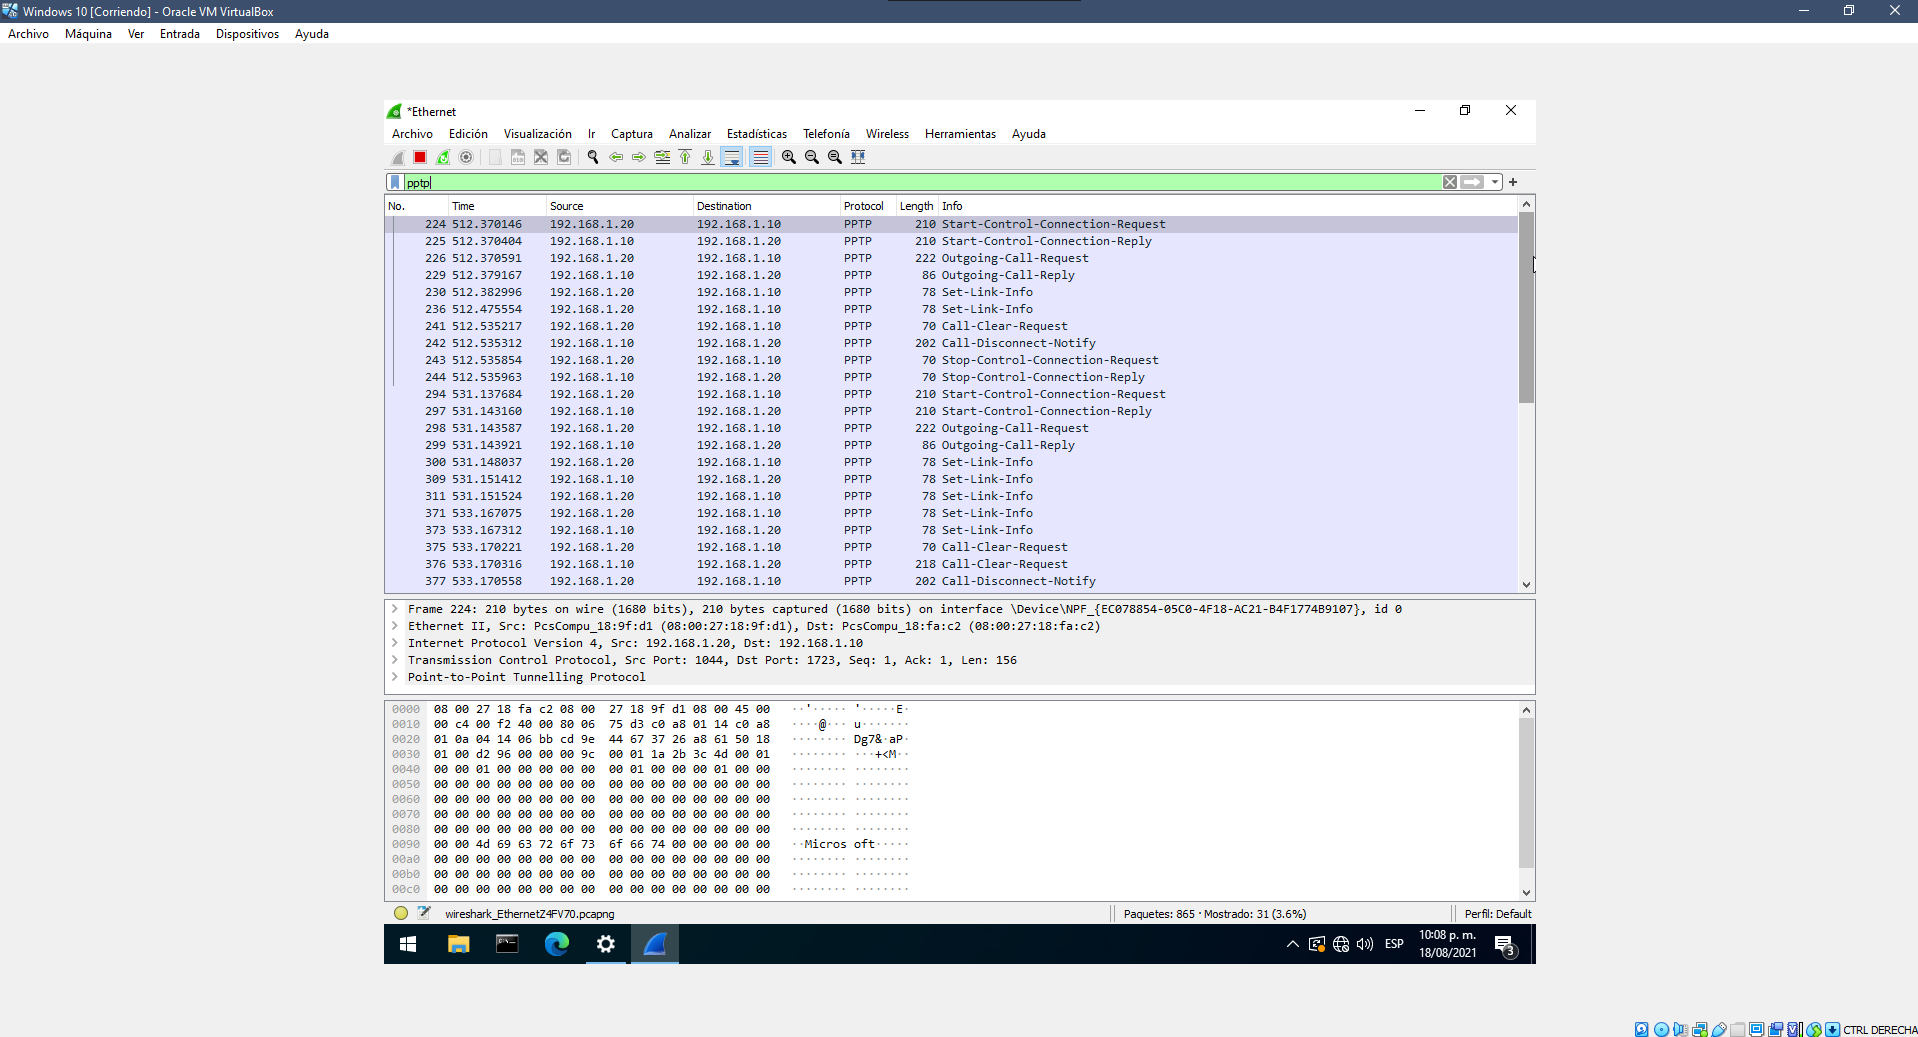 Windows 10 [Corriendo] - Oracle VM VirtualBox
Archivo Máquina Ver Entrada Dispositivos Ayuda
*Ethernet
Archivo Edición Visualización Ir Captura Analizar Estadísticas Telefonía Wireless Herramientas Ayuda
pptp
No. Time Source Destination Protocol Length Info
224 512.370146 192.168.1.20 192.168.1.10 PPTP 210 Start-Control-Connection-Request
225 512.370404 192.168.1.10 192.168.1.20 PPTP 210 Start-Control-Connection-Reply
226 512.370591 192.168.1.20 192.168.1.10 PPTP 222 Outgoing-Call-Request
229 512.379167 192.168.1.10 192.168.1.20 PPTP 86 Outgoing-Call-Reply
230 512.382996 192.168.1.20 192.168.1.10 PPTP 78 Set-Link-Info
236 512.475554 192.168.1.20 192.168.1.10 PPTP 78 Set-Link-Info
241 512.535217 192.168.1.20 192.168.1.10 PPTP 70 Call-Clear-Request
242 512.535312 192.168.1.10 192.168.1.20 PPTP 202 Call-Disconnect-Notify
243 512.535854 192.168.1.20 192.168.1.10 PPTP 70 Stop-Control-Connection-Request
244 512.535963 192.168.1.10 192.168.1.20 PPTP 70 Stop-Control-Connection-Reply
294 531.137684 192.168.1.20 192.168.1.10 PPTP 210 Start-Control-Connection-Request
297 531.143160 192.168.1.10 192.168.1.20 PPTP 210 Start-Control-Connection-Reply
298 531.143587 192.168.1.20 192.168.1.10 PPTP 222 Outgoing-Call-Request
299 531.143921 192.168.1.10 192.168.1.20 PPTP 86 Outgoing-Call-Reply
300 531.148037 192.168.1.20 192.168.1.10 PPTP 78 Set-Link-Info
309 531.151412 192.168.1.10 192.168.1.20 PPTP 78 Set-Link-Info
311 531.151524 192.168.1.20 192.168.1.10 PPTP 78 Set-Link-Info
371 533.167075 192.168.1.20 192.168.1.10 PPTP 78 Set-Link-Info
373 533.167312 192.168.1.10 192.168.1.20 PPTP 78 Set-Link-Info
375 533.170221 192.168.1.20 192.168.1.10 PPTP 70 Call-Clear-Request
376 533.170316 192.168.1.10 192.168.1.20 PPTP 218 Call-Clear-Request
377 533.170558 192.168.1.20 192.168.1.10 PPTP 202 Call-Disconnect-Notify
Frame 224: 210 bytes on wire (1680 bits), 210 bytes captured (1680 bits) on interface \Device\NPF_{EC078854-05C0-4F18-AC21-B4F1774B9107}, id 0
Ethernet II, Src: PcsCompu_18:9f:d1 (08:00:27:18:9f:d1), Dst: PcsCompu_18:fa:c2 (08:00:27:18:fa:c2)
Internet Protocol Version 4, Src: 192.168.1.20, Dst: 192.168.1.10
Transmission Control Protocol, Src Port: 1044, Dst Port: 1723, Seq: 1, Ack: 1, Len: 156
Point-to-Point Tunnelling Protocol
0000 08 00 27 18 fa c2 08 00 27 18 9f d1 08 00 45 00 ··'····· '·····E·
0010 00 c4 00 f2 40 00 80 06 75 d3 c0 a8 01 14 c0 a8 ····@··· u·······
0020 01 0a 04 14 06 bb cd 9e 44 67 37 26 a8 61 50 18 ········ Dg7&·aP·
0030 01 00 d2 96 00 00 00 9c 00 01 1a 2b 3c 4d 00 01 ········ ···+<M··
0040 00 00 01 00 00 00 00 00 00 01 00 00 00 01 00 00 ········ ········
0050 00 00 00 00 00 00 00 00 00 00 00 00 00 00 00 00 ········ ········
0060 00 00 00 00 00 00 00 00 00 00 00 00 00 00 00 00 ········ ········
0070 00 00 00 00 00 00 00 00 00 00 00 00 00 00 00 00 ········ ········
0080 00 00 00 00 00 00 00 00 00 00 00 00 00 00 00 00 ········ ········
0090 00 00 4d 69 63 72 6f 73 6f 66 74 00 00 00 00 00 ··Micros oft·····
00a0 00 00 00 00 00 00 00 00 00 00 00 00 00 00 00 00 ········ ········
00b0 00 00 00 00 00 00 00 00 00 00 00 00 00 00 00 00 ········ ········
00c0 00 00 00 00 00 00 00 00 00 00 00 00 00 00 00 00 ········ ········
wireshark_EthernetZ4FV70.pcapng Paquetes: 865 · Mostrado: 31 (3.6%) Perfil: Default
ESP 10:08 p. m.
18/08/2021
3
CTRL DERECHA